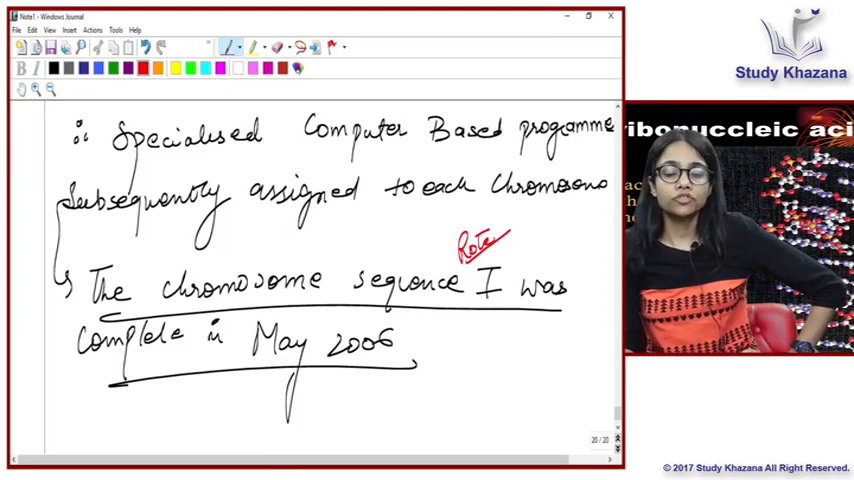 Note1 - Windows Journal
File Edit View Insert Actions Tools Help
B I
∴ Specialised Computer Based programme
Subsequently assigned to each Chromosono
Rote
↳ The chromosome sequence I was
Complete in May 2006
20 / 20
Study Khazana
ribonuccleic aci
© 2017 Study Khazana All Right Reserved.